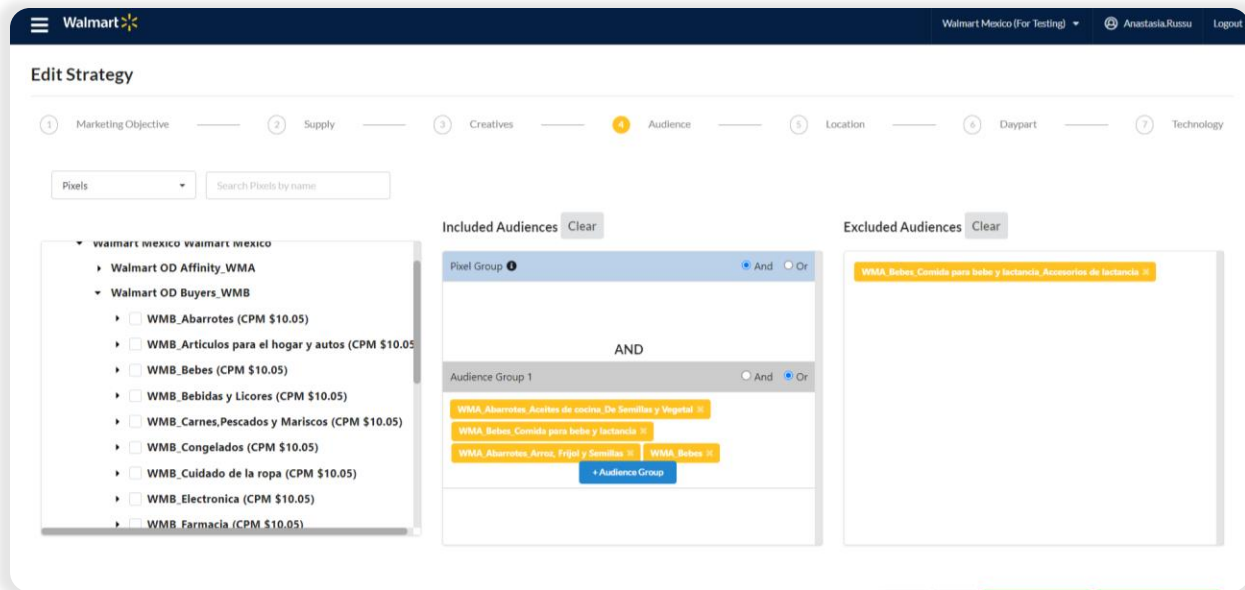 Walmart
Walmart Mexico (For Testing)
Anastasia.Russu
Logout
Edit Strategy
1 Marketing Objective
2 Supply
3 Creatives
4 Audience
5 Location
6 Daypart
7 Technology
Pixels
Search Pixels by name
Walmart Mexico Walmart Mexico
Walmart OD Affinity_WMA
Walmart OD Buyers_WMB
WMB_Abarrotes (CPM $10.05)
WMB_Articulos para el hogar y autos (CPM $10.05
WMB_Bebes (CPM $10.05)
WMB_Bebidas y Licores (CPM $10.05)
WMB_Carnes,Pescados y Mariscos (CPM $10.05)
WMB_Congelados (CPM $10.05)
WMB_Cuidado de la ropa (CPM $10.05)
WMB_Electronica (CPM $10.05)
WMB_Farmacia (CPM $10.05)
Included Audiences Clear
Pixel Group And Or
AND
Audience Group 1 And Or
WMA_Abarrotes_Aceites de cocina_De Semillas y Vegetal
WMA_Bebes_Comida para bebe y lactancia
WMA_Abarrotes_Arroz, Frijol y Semillas WMA_Bebes
+ Audience Group
Excluded Audiences Clear
WMA_Bebes_Comida para bebe y lactancia_Accesorios de lactancia